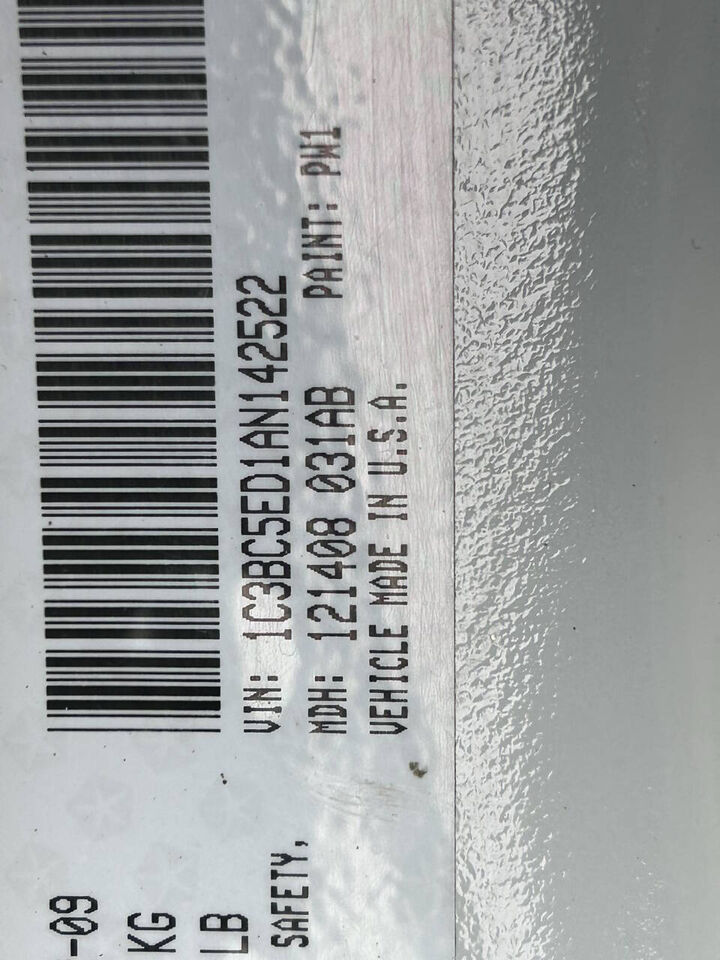 -09
KG
LB
SAFETY,
VIN: 1C3BC5ED1AN142522
MDH: 121408 031AB PAINT: PW1
VEHICLE MADE IN U.S.A.